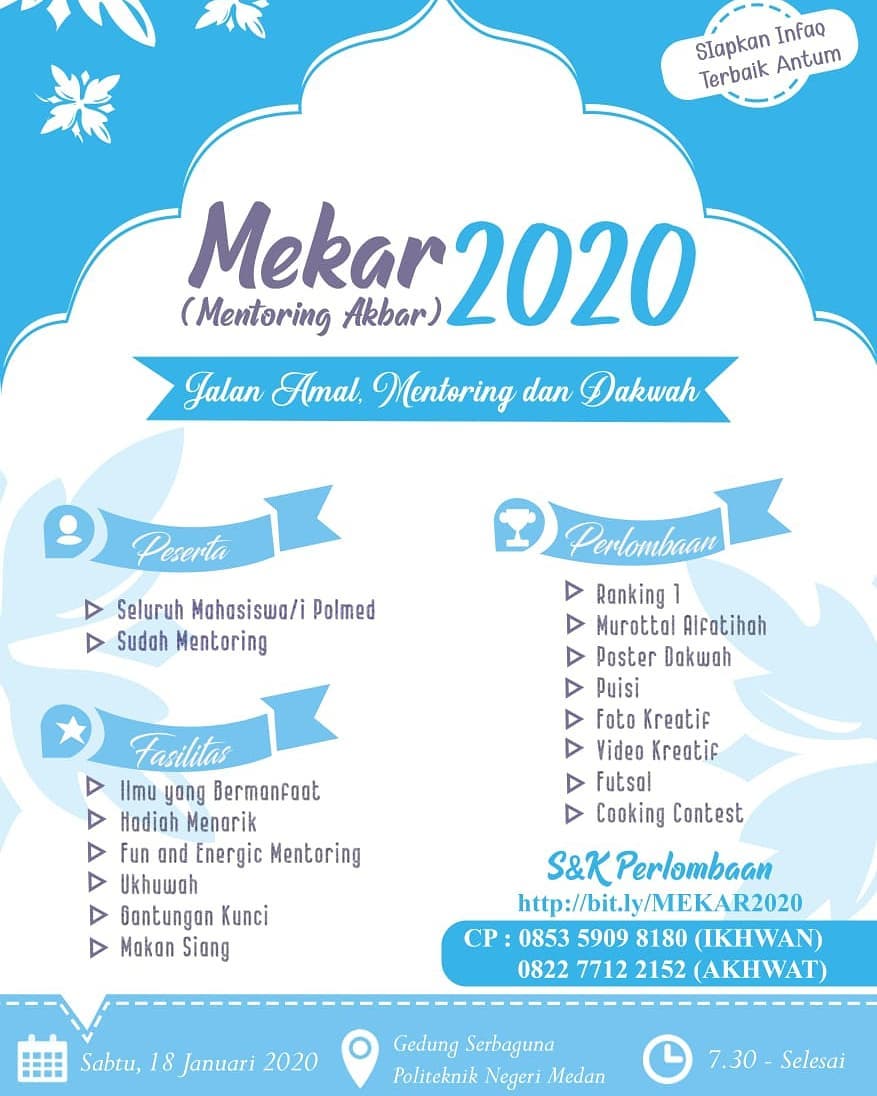 SIapkan Infaq
Terbaik Antum
Mekar 2020
(Mentoring Akbar)
Jalan Amal, Mentoring dan Dakwah
Peserta
Seluruh Mahasiswa/i Polmed
Sudah Mentoring
Fasilitas
Ilmu yang Bermanfaat
Hadiah Menarik
Fun and Energic Mentoring
Ukhuwah
Gantungan Kunci
Makan Siang
Perlombaan
Ranking 1
Murottal Alfatihah
Poster Dakwah
Puisi
Foto Kreatif
Video Kreatif
Futsal
Cooking Contest
S&K Perlombaan
http://bit.ly/MEKAR2020
CP : 0853 5909 8180 (IKHWAN)
0822 7712 2152 (AKHWAT)
Sabtu, 18 Januari 2020
Gedung Serbaguna
Politeknik Negeri Medan
7.30 - Selesai